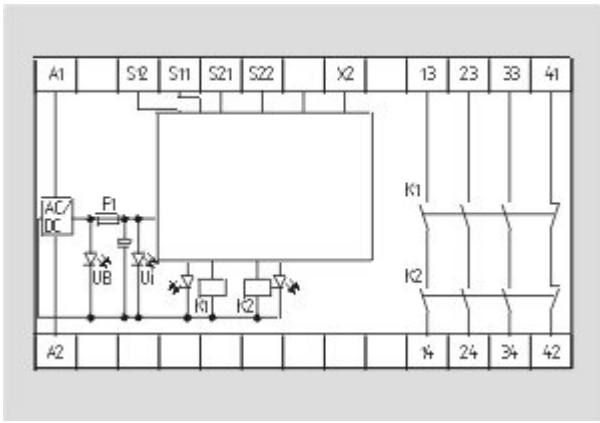 A1 S12 S11 S21 S22 X2 13 23 33 41
K1
AC/
DC
F1
UB
Ui
K1
K2
K2
A2 14 24 34 42